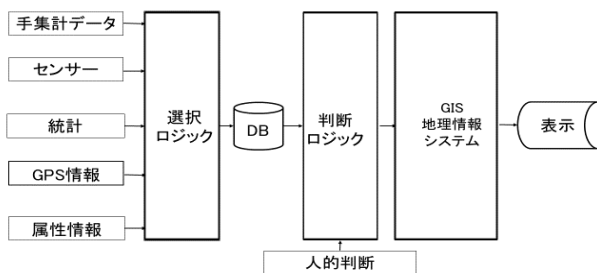 手集計データ
センサー
統計
GPS情報
属性情報
選択
ロジック
DB
判断
ロジック
人的判断
GIS
地理情報
システム
表示